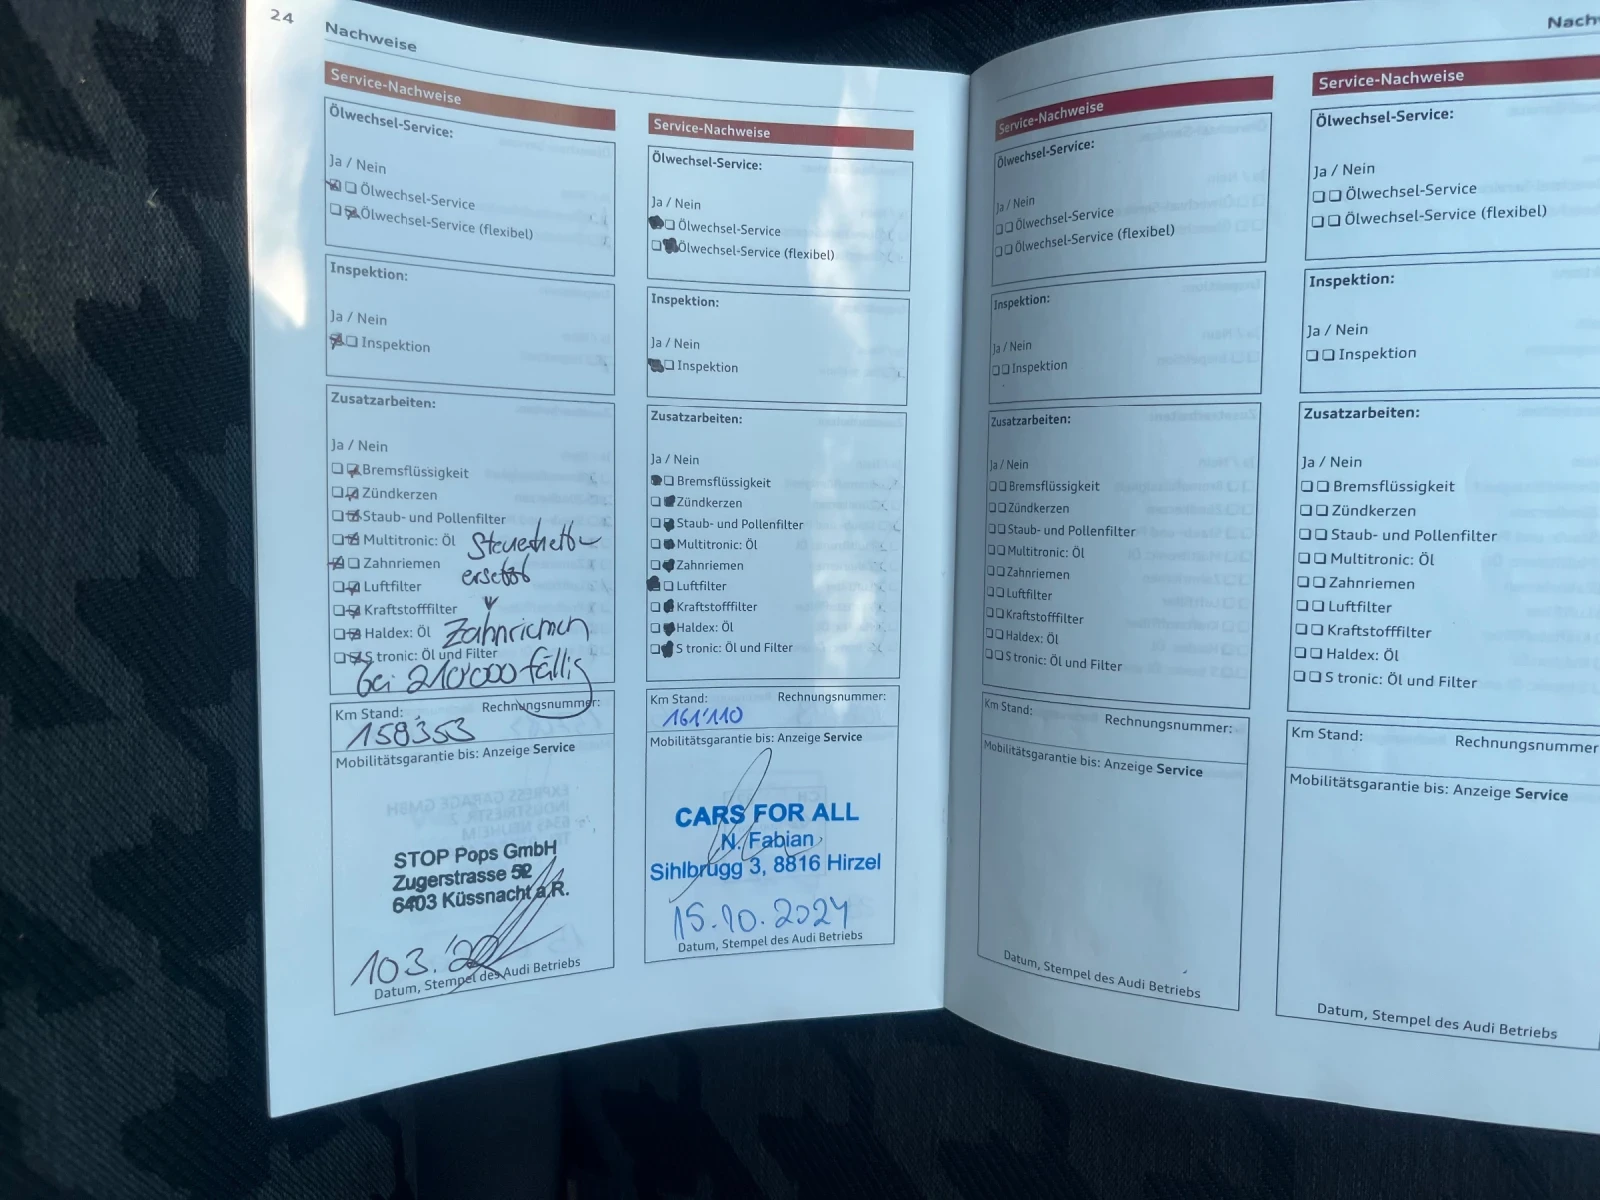 24
Nachweise
Service-Nachweise
Ölwechsel-Service:
Ja / Nein
Ölwechsel-Service
Ölwechsel-Service (flexibel)
Inspektion:
Ja / Nein
Inspektion
Zusatzarbeiten:
Ja / Nein
Bremsflüssigkeit
Zündkerzen
Staub- und Pollenfilter
Multitronic: Öl
Zahnriemen
Luftfilter
Kraftstofffilter
Haldex: Öl
S tronic: Öl und Filter
ersetzt
Zahnriemen
bei 210'000 fällig
Km Stand: Rechnungsnummer:
158353
Mobilitätsgarantie bis: Anzeige Service
STOP Pops GmbH
Zugerstrasse 52
6403 Küssnacht a.R.
Datum, Stempel des Audi Betriebs
Service-Nachweise
Ölwechsel-Service:
Ja / Nein
Ölwechsel-Service
Ölwechsel-Service (flexibel)
Inspektion:
Ja / Nein
Inspektion
Zusatzarbeiten:
Ja / Nein
Bremsflüssigkeit
Zündkerzen
Staub- und Pollenfilter
Multitronic: Öl
Zahnriemen
Luftfilter
Kraftstofffilter
Haldex: Öl
S tronic: Öl und Filter
Km Stand: Rechnungsnummer:
161'110
Mobilitätsgarantie bis: Anzeige Service
CARS FOR ALL
N. Fabian
Sihlbrugg 3, 8816 Hirzel
15.10.2024
Datum, Stempel des Audi Betriebs
Service-Nachweise
Ölwechsel-Service:
Ja / Nein
Ölwechsel-Service
Ölwechsel-Service (flexibel)
Inspektion:
Ja / Nein
Inspektion
Zusatzarbeiten:
Ja / Nein
Bremsflüssigkeit
Zündkerzen
Staub- und Pollenfilter
Multitronic: Öl
Zahnriemen
Luftfilter
Kraftstofffilter
Haldex: Öl
S tronic: Öl und Filter
Km Stand: Rechnungsnummer:
Mobilitätsgarantie bis: Anzeige Service
Datum, Stempel des Audi Betriebs
Nachw
Service-Nachweise
Ölwechsel-Service:
Ja / Nein
Ölwechsel-Service
Ölwechsel-Service (flexibel)
Inspektion:
Ja / Nein
Inspektion
Zusatzarbeiten:
Ja / Nein
Bremsflüssigkeit
Zündkerzen
Staub- und Pollenfilter
Multitronic: Öl
Zahnriemen
Luftfilter
Kraftstofffilter
Haldex: Öl
S tronic: Öl und Filter
Km Stand: Rechnungsnummer
Mobilitätsgarantie bis: Anzeige Service
Datum, Stempel des Audi Betriebs